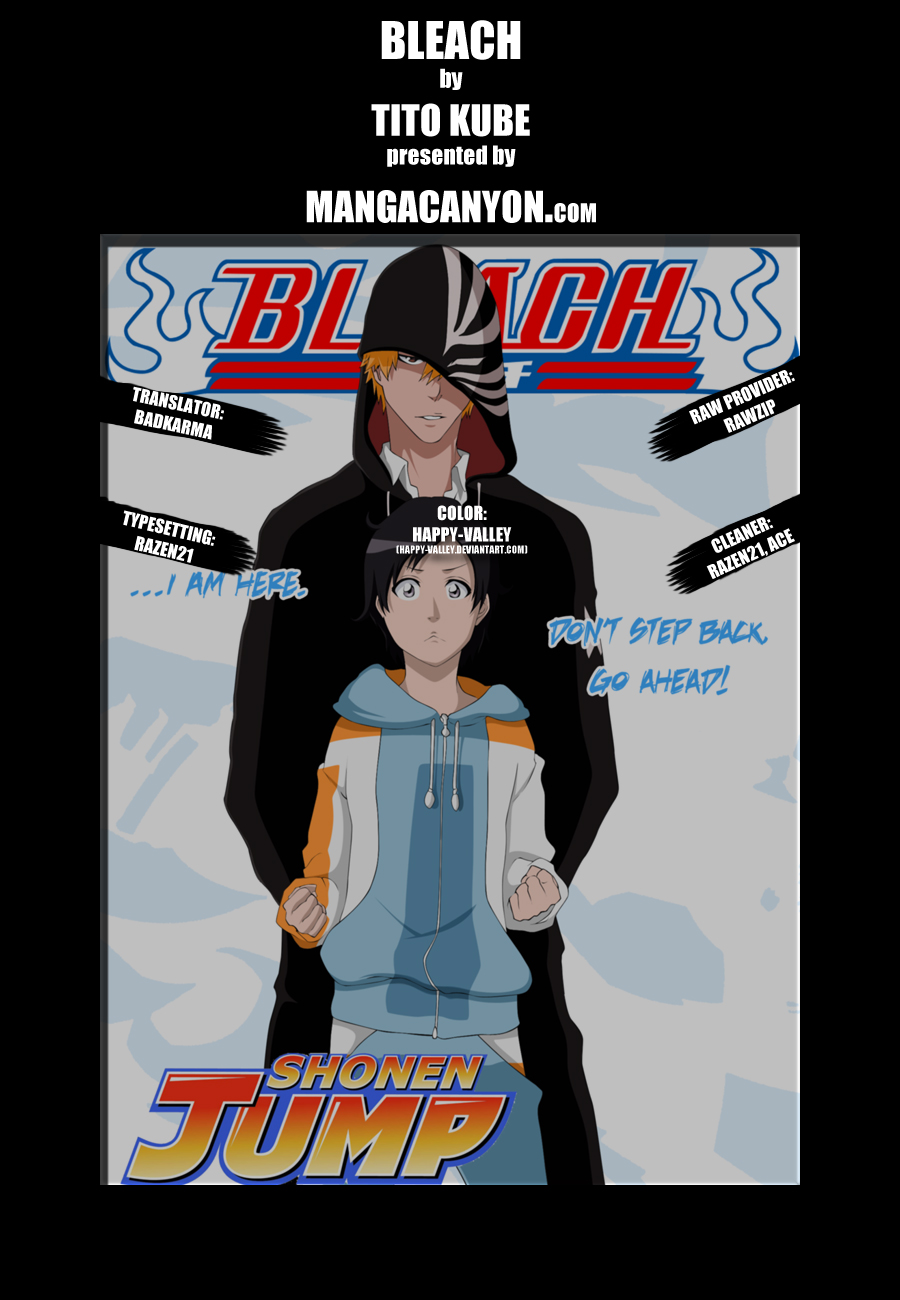 BLEACH
by
TITO KUBE
presented by
MANGACANYON.COM
BLEACH
TRANSLATOR:
BADKARMA
RAW PROVIDER:
RAWZIP
TYPESETTING:
RAZEN21
COLOR:
HAPPY-VALLEY
(HAPPY-VALLEY.DEVIANTART.COM)
CLEANER:
RAZEN21, ACE
...I AM HERE.
DON'T STEP BACK,
GO AHEAD!
SHONEN
JUMP